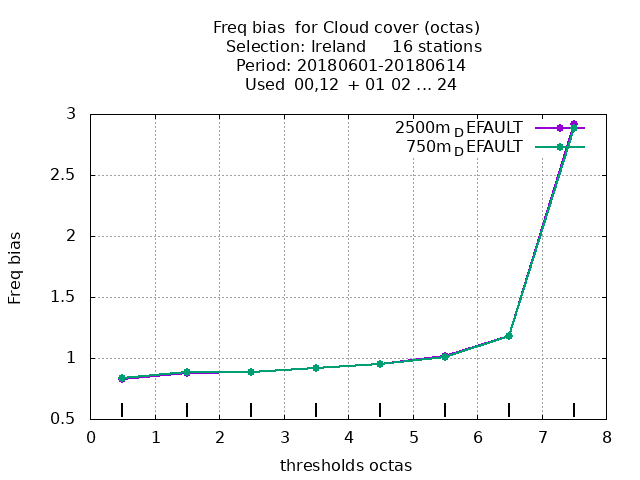 Freq bias  for Cloud cover (octas)
Selection: Ireland     16 stations
Period: 20180601-20180614
Used  00,12  + 01 02 ... 24
2500m_DEFAULT
750m_DEFAULT
3
2.5
2
1.5
1
0.5
Freq bias
0 1 2 3 4 5 6 7 8
thresholds octas